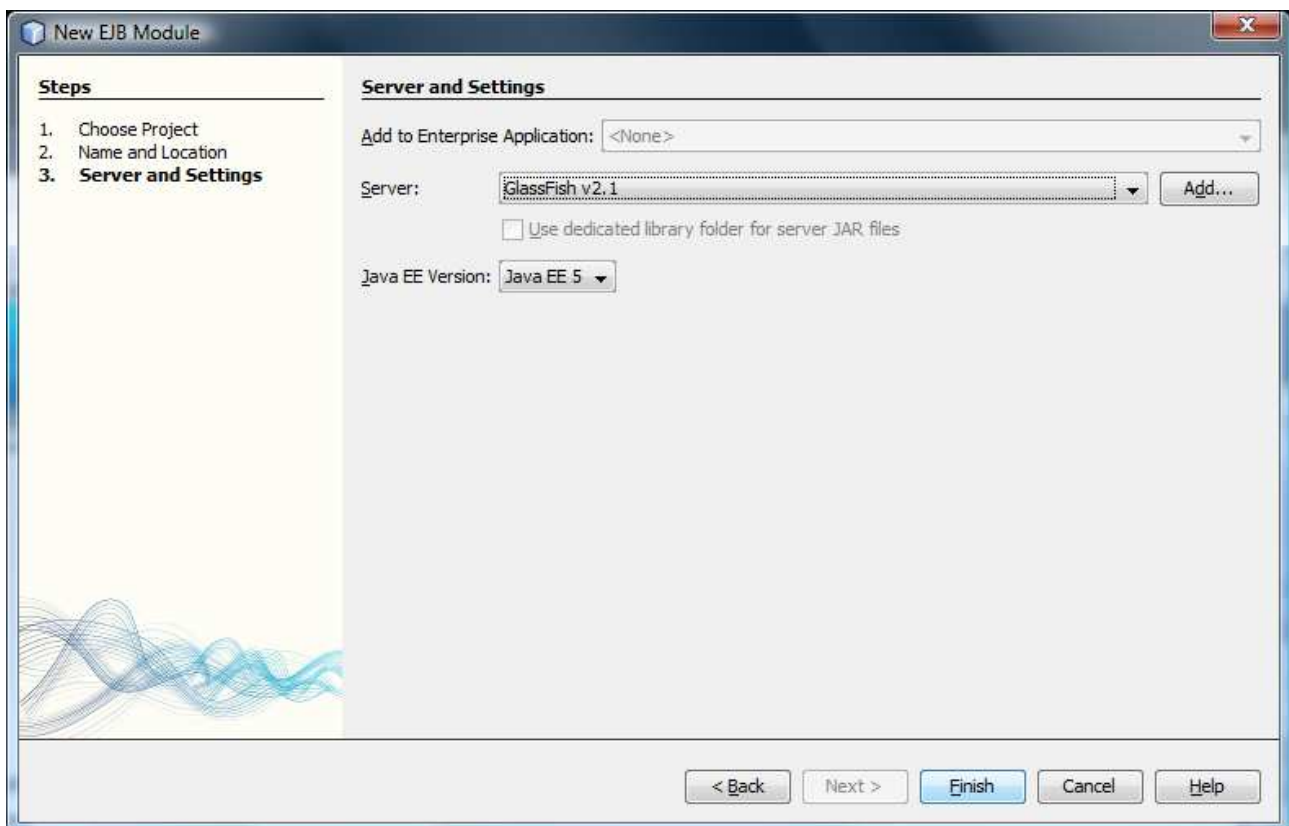 New EJB Module
X
Steps
1. Choose Project
2. Name and Location
3. Server and Settings
Server and Settings
Add to Enterprise Application: <None>
Server: GlassFish v2.1 Add...
Use dedicated library folder for server JAR files
Java EE Version: Java EE 5
< Back Next > Finish Cancel Help